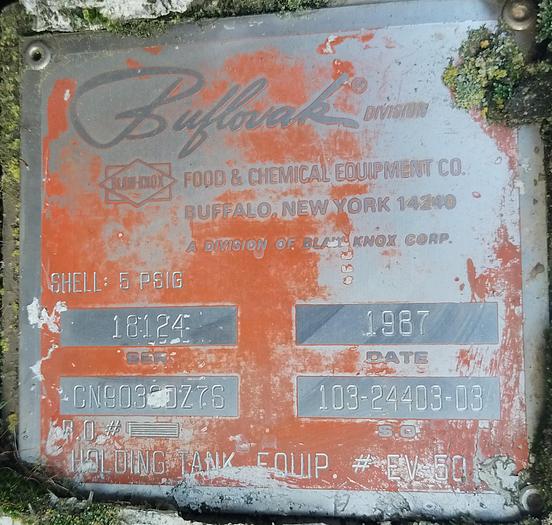 Buflovak® DIVISION
BLAW-KNOX
FOOD & CHEMICAL EQUIPMENT CO.
BUFFALO, NEW YORK 14240
A DIVISION OF BLAW KNOX CORP.
SHELL: 5 PSIG
18124 1987
SER. DATE
103-24403-03
P.O.# S.O.
HOLDING TANK EQUIP. # EV 50